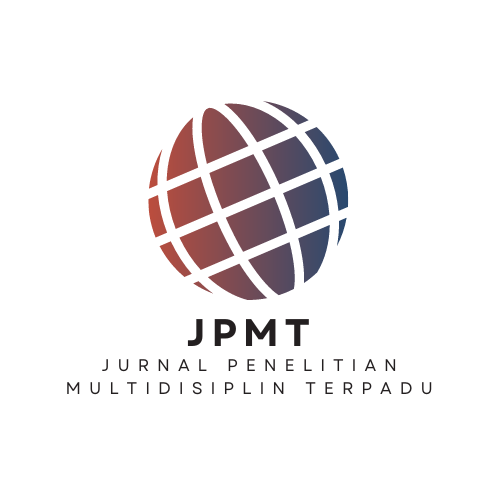 JPMT
JURNAL PENELITIAN
MULTIDISIPLIN TERPADU